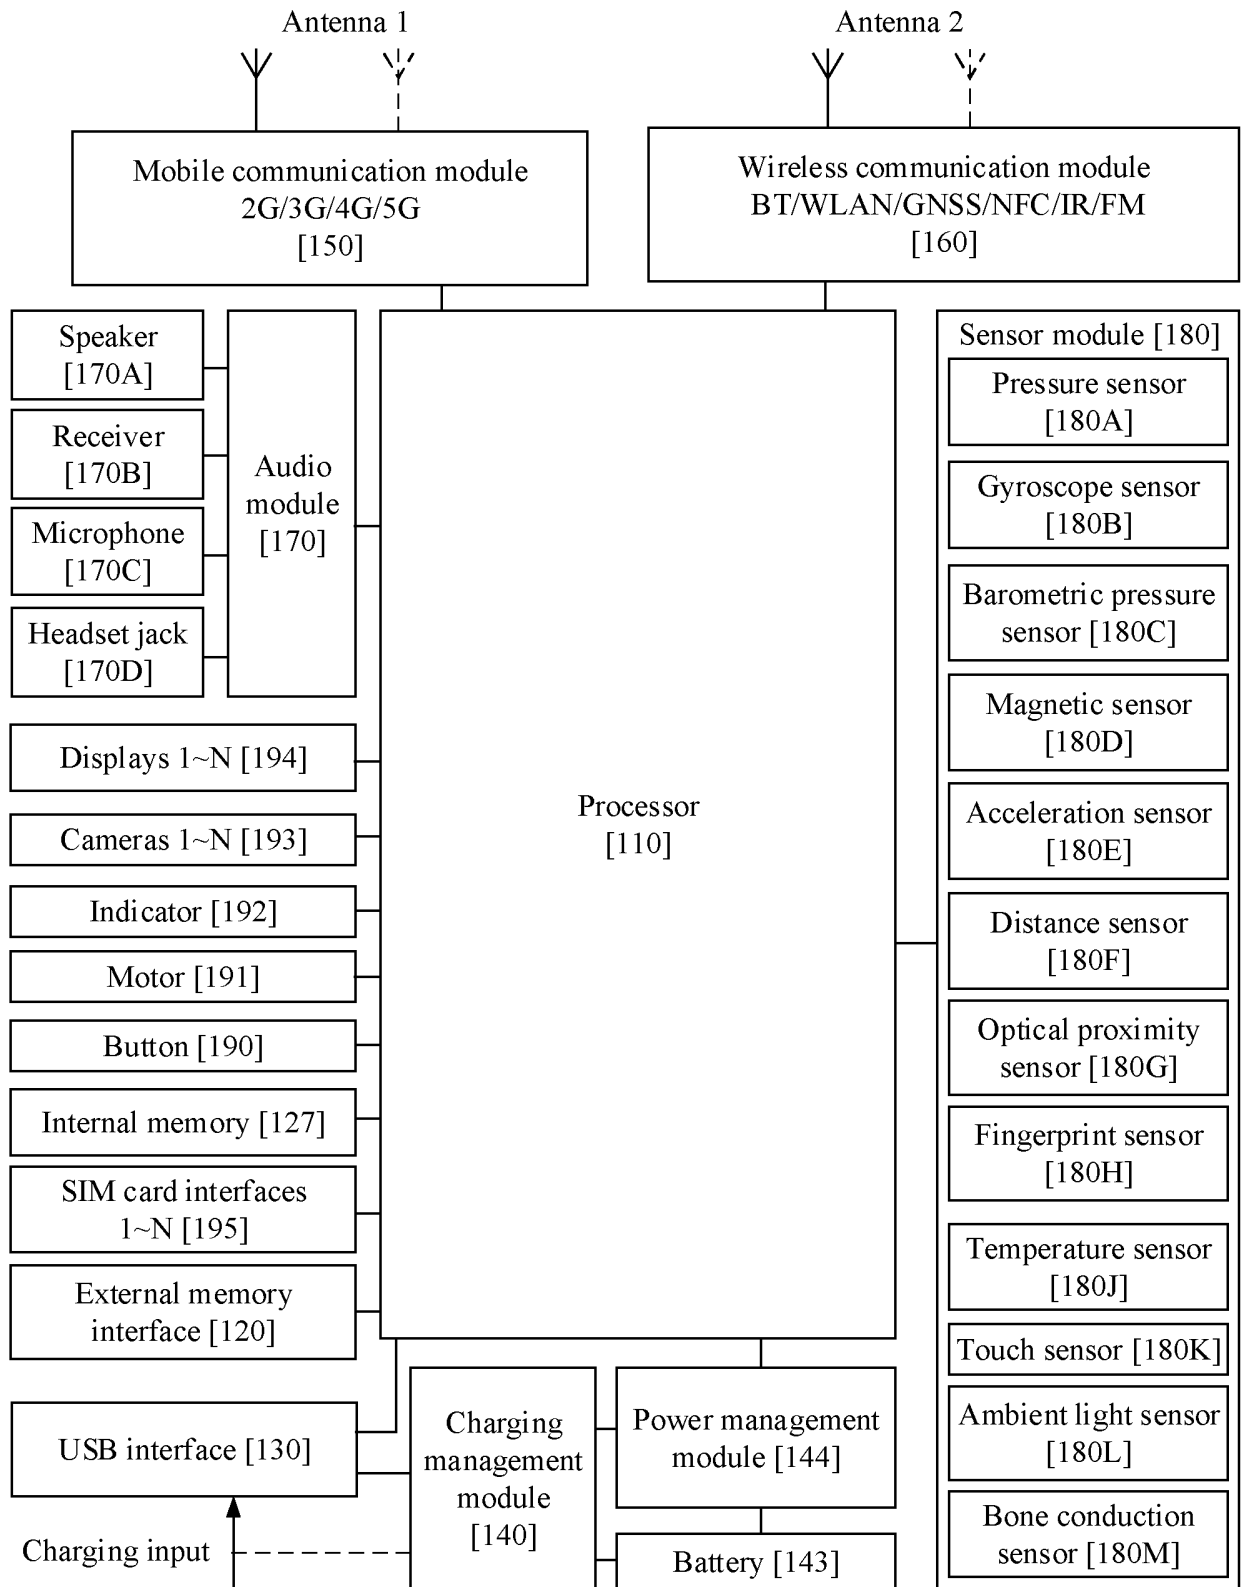 Antenna 1
Antenna 2
Mobile communication module
2G/3G/4G/5G
[150]
Wireless communication module
BT/WLAN/GNSS/NFC/IR/FM
[160]
Speaker
[170A]
Receiver
[170B]
Microphone
[170C]
Headset jack
[170D]
Audio
module
[170]
Displays 1~N [194]
Cameras 1~N [193]
Indicator [192]
Motor [191]
Button [190]
Internal memory [127]
SIM card interfaces
1~N [195]
External memory
interface [120]
USB interface [130]
Charging input
Processor
[110]
Charging
management
module
[140]
Power management
module [144]
Battery [143]
Sensor module [180]
Pressure sensor
[180A]
Gyroscope sensor
[180B]
Barometric pressure
sensor [180C]
Magnetic sensor
[180D]
Acceleration sensor
[180E]
Distance sensor
[180F]
Optical proximity
sensor [180G]
Fingerprint sensor
[180H]
Temperature sensor
[180J]
Touch sensor [180K]
Ambient light sensor
[180L]
Bone conduction
sensor [180M]